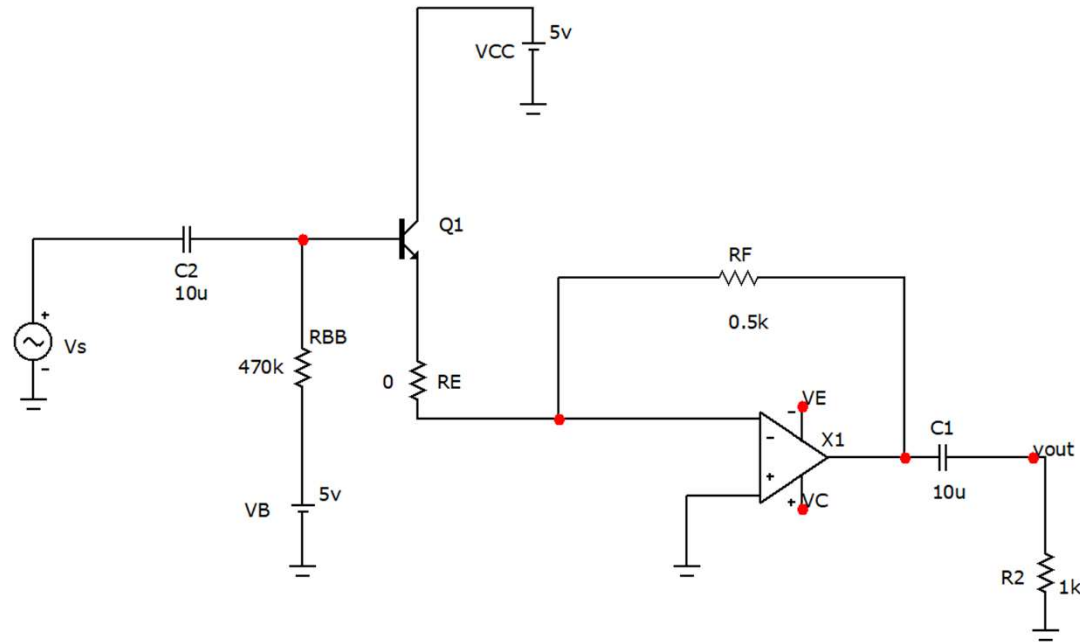 5v
VCC
Q1
C2
10u
RF
0.5k
+
Vs
-
RBB
470k
0
RE
VE
-
X1
-
+
+
VC
C1
10u
vout
5v
VB
R2
1k